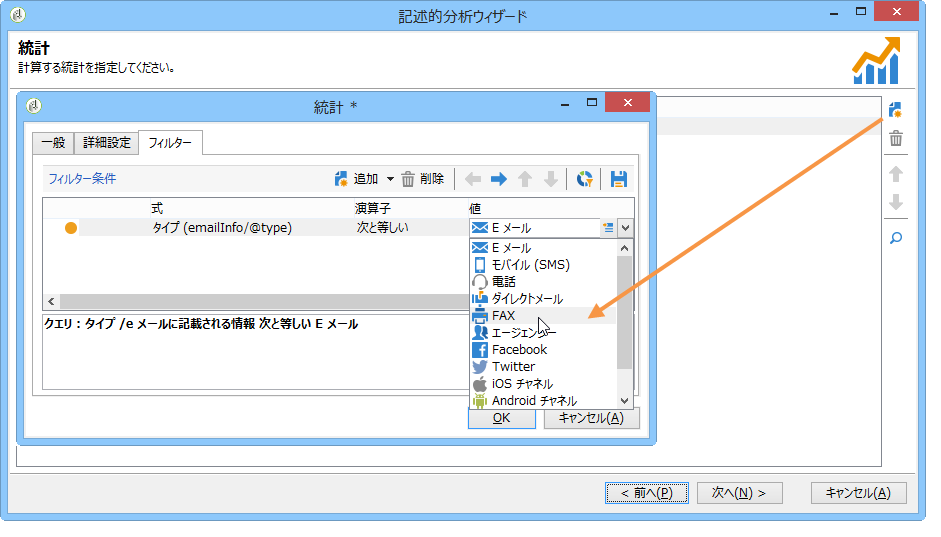 記述的分析ウィザード
統計
計算する統計を指定してください。
統計 *
一般 詳細設定 フィルター
フィルター条件 追加 削除
式 演算子 値
タイプ (emailInfo/@type) 次と等しい E メール
E メール
モバイル (SMS)
電話
ダイレクトメール
FAX
エージェンシー
Facebook
Twitter
iOS チャネル
Android チャネル
クエリ : タイプ /e メールに記載される情報 次と等しい E メール
OK キャンセル(A)
< 前へ(P) 次へ(N) > キャンセル(A)